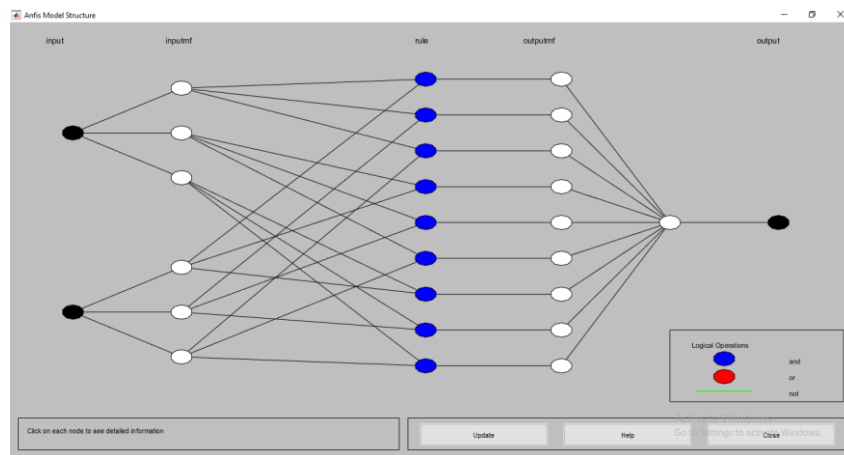 Anfis Model Structure
input inputmf rule outputmf output
Logical Operations
and
or
not
Activate Windows
Go to Settings to activate Windows.
Click on each node to see detailed information
Update Help Close